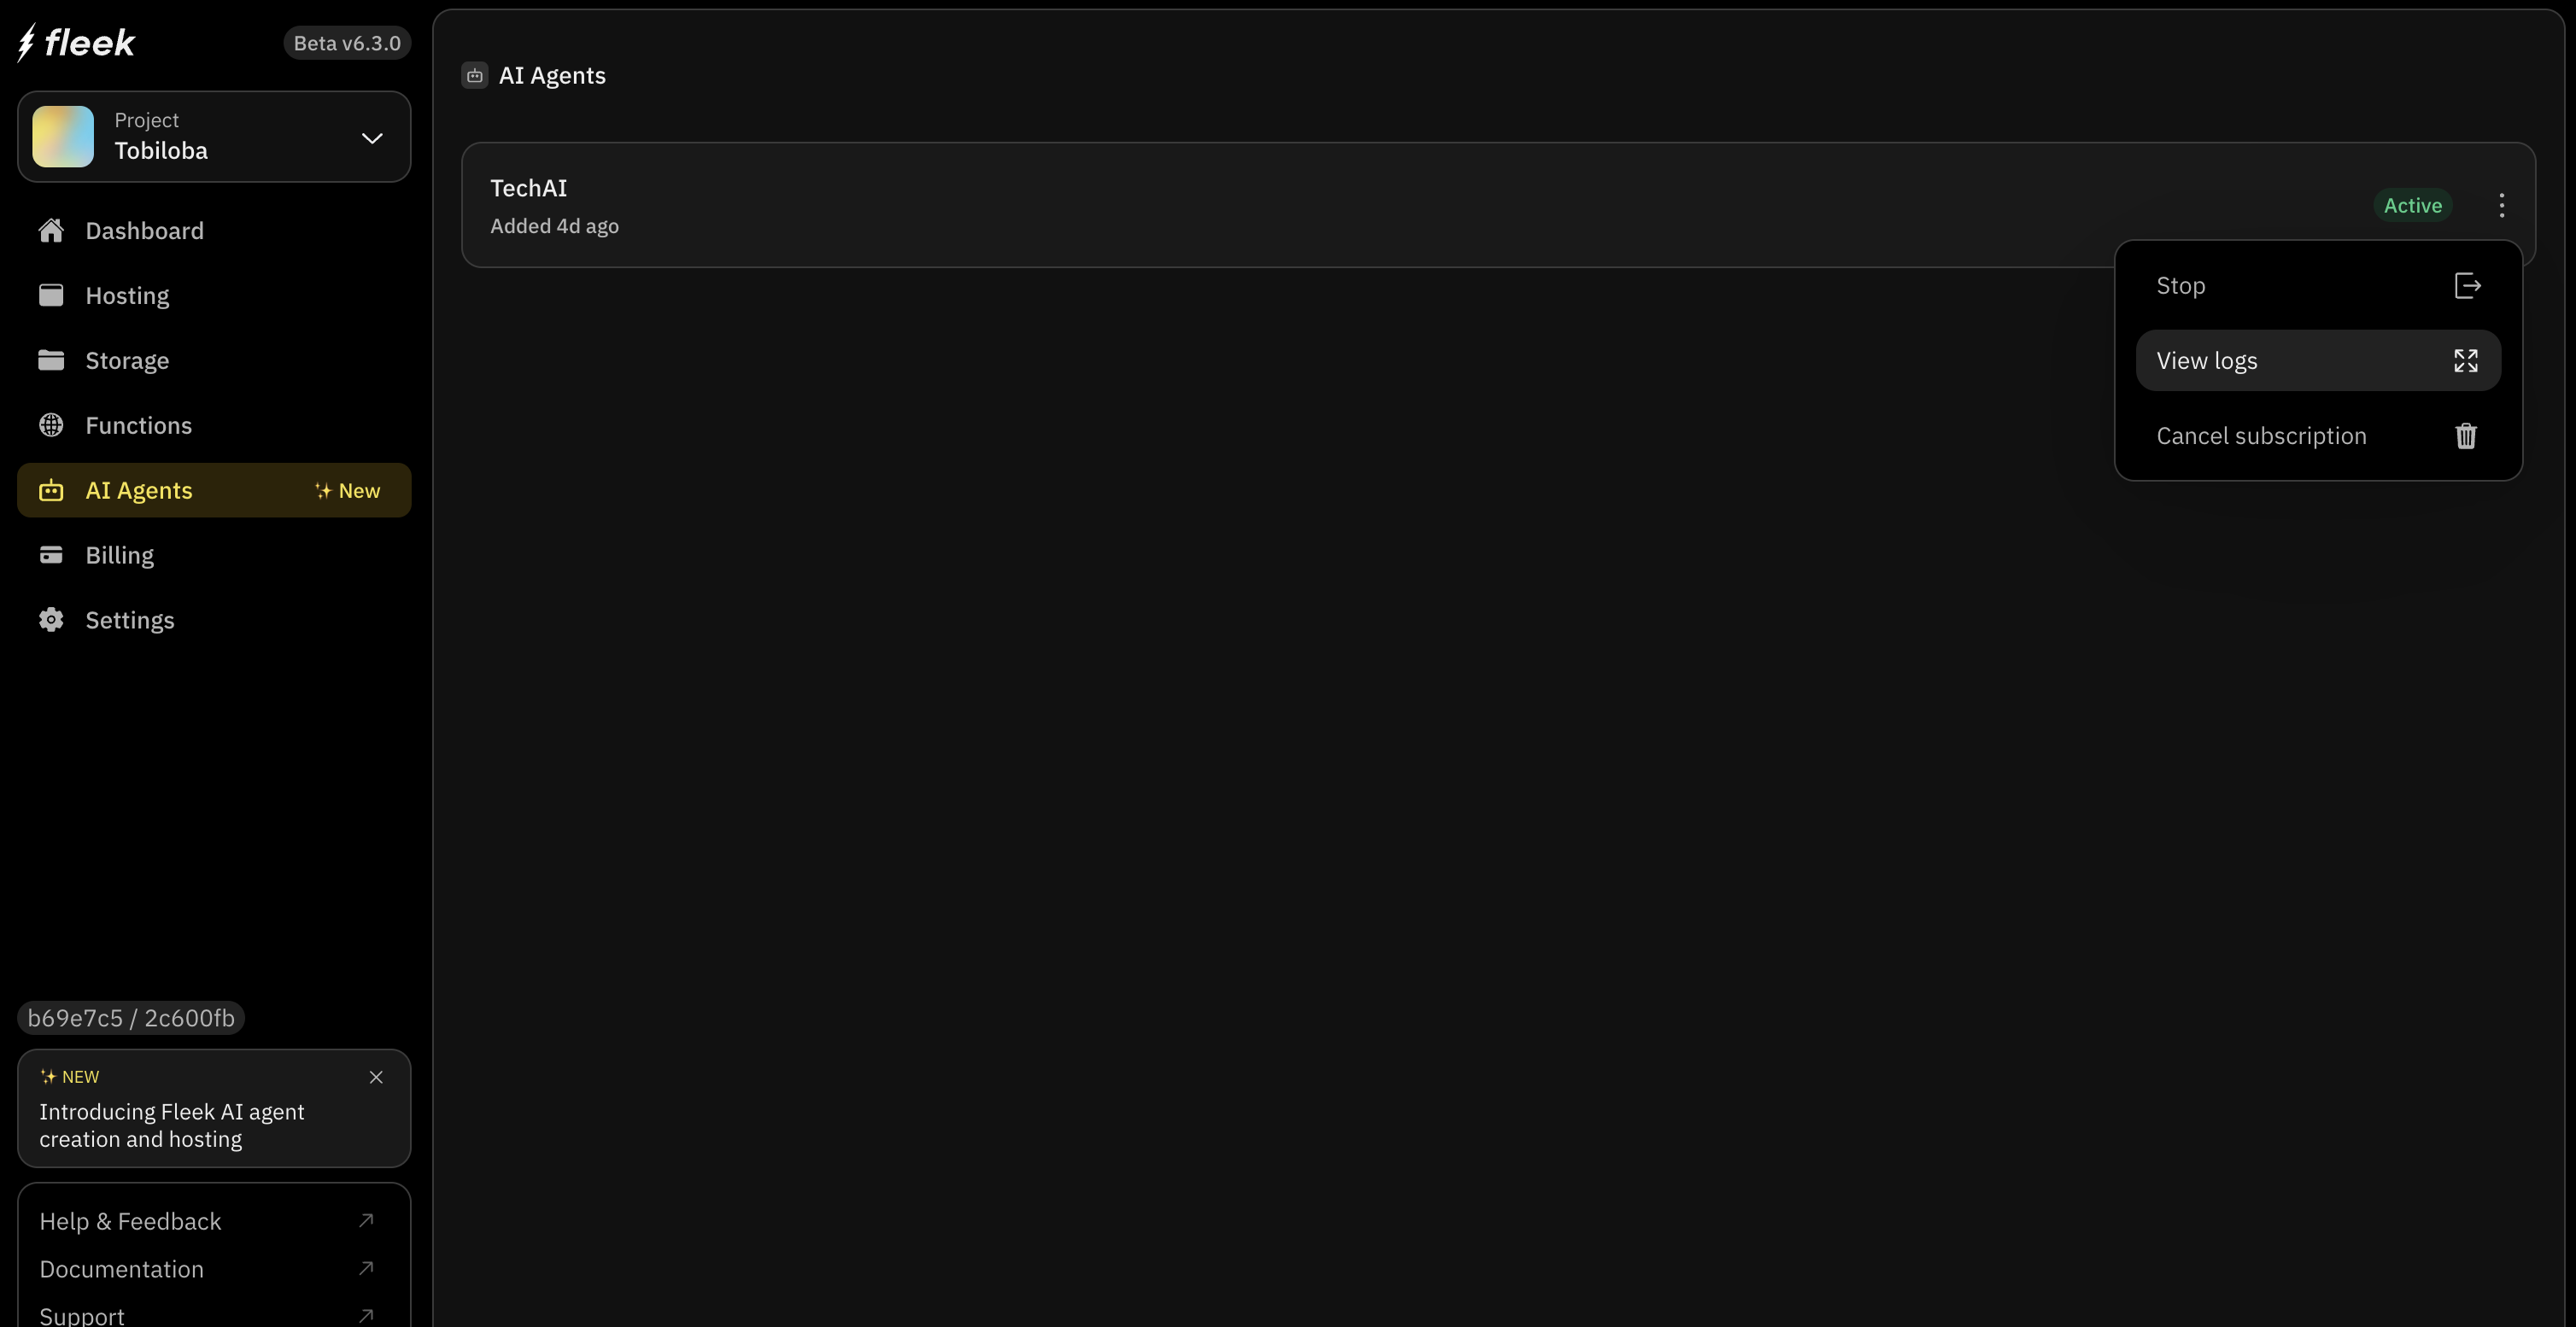 fleek
Beta v6.3.0
Project
Tobiloba
Dashboard
Hosting
Storage
Functions
AI Agents
✨ New
Billing
Settings
b69e7c5 / 2c600fb
✨ NEW
Introducing Fleek AI agent
creation and hosting
Help & Feedback
Documentation
Support
AI Agents
TechAI
Added 4d ago
Active
Stop
View logs
Cancel subscription